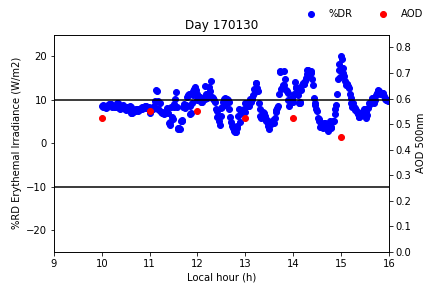 %DR AOD
Day 170130
%RD Erythermal Irradiance (W/m2)
20
10
0
−10
−20
0.8
0.7
0.6
0.5
0.4
0.3
0.2
0.1
0.0
AOD 500nm
9 10 11 12 13 14 15 16
Local hour (h)